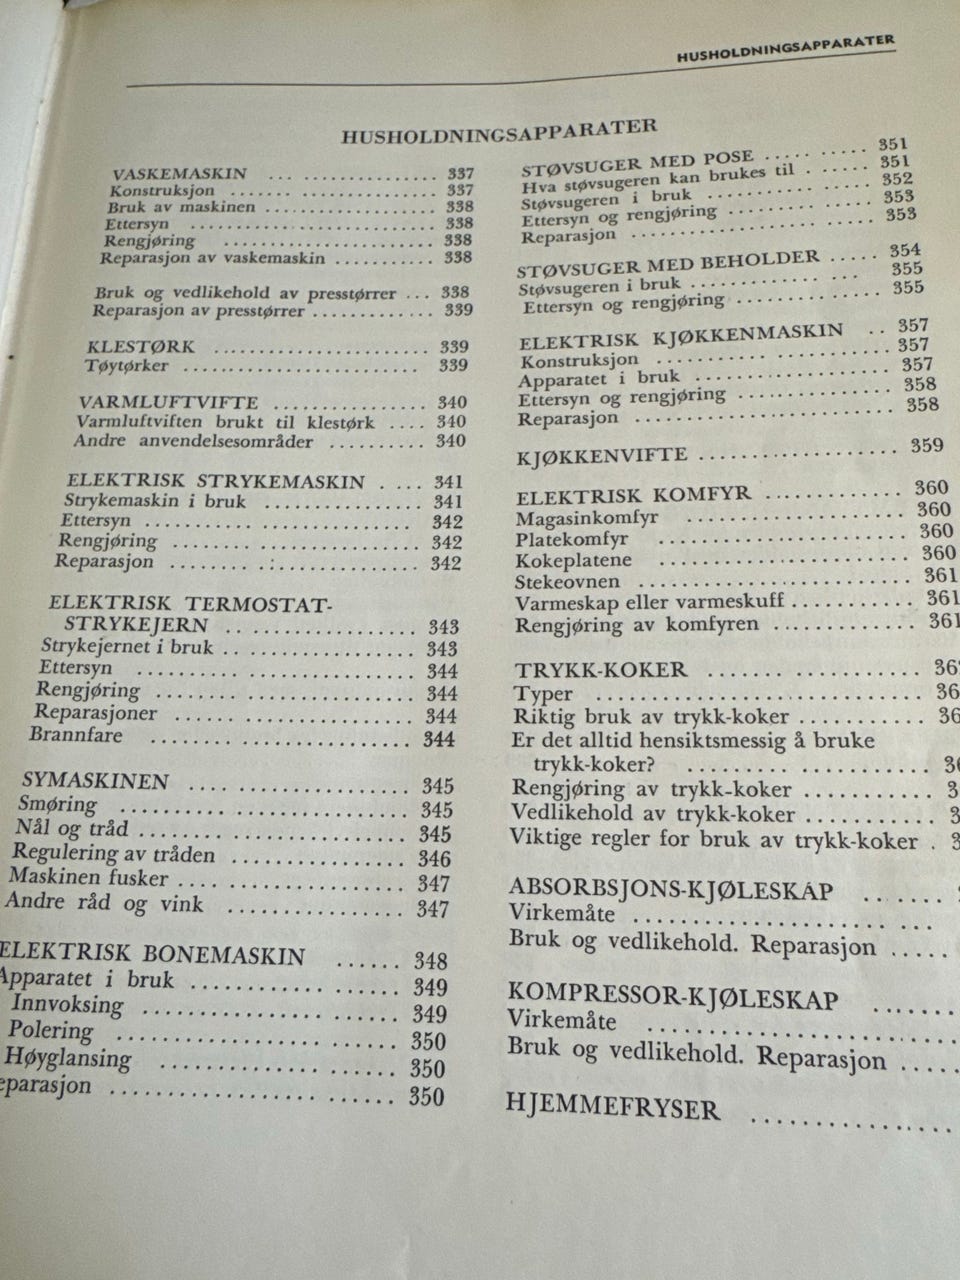 HUSHOLDNINGSAPPARATER
HUSHOLDNINGSAPPARATER
VASKEMASKIN ... ................ 337
Konstruksjon ....... ............... 337
Bruk av maskinen .................. 338
Ettersyn .... ..................... 338
Rengjøring ...................... 338
Reparasjon av vaskemaskin ........... 338
Bruk og vedlikehold av presstørrer ... 338
Reparasjon av presstørrer ............. 339
KLESTØRK ....................... 339
Tøytørker ......................... 339
VARMLUFTVIFTE ................ 340
Varmluftviften brukt til klestørk .... 340
Andre anvendelsesområder .......... 340
ELEKTRISK STRYKEMASKIN . .... 341
Strykemaskin i bruk ................ 341
Ettersyn ........................... 342
Rengjøring ......................... 342
Reparasjon ........ .:.............. 342
ELEKTRISK TERMOSTAT-
STRYKEJERN .. ................. 343
Strykejernet i bruk .. ................. 343
Ettersyn ........................... 344
Rengjøring ......................... 344
Reparasjoner ....................... 344
Brannfare ......................... 344
SYMASKINEN .... ................ 345
Smøring ........................... 345
Nål og tråd ......................... 345
Regulering av tråden ............... 346
Maskinen fusker .................... 347
Andre råd og vink ................. 347
ELEKTRISK BONEMASKIN ...... 348
Apparatet i bruk ................... 349
Innvoksing ....................... 349
Polering ......................... 350
Høyglansing ..................... 350
eparasjon ......................... 350
STØVSUGER MED POSE ..... ..... 351
Hva støvsugeren kan brukes til . ...... 351
Støvsugeren i bruk ................. 352
Ettersyn og rengjøring .............. 353
Reparasjon ........................ 353
STØVSUGER MED BEHOLDER ..... 354
Støvsugeren i bruk ............. ... 355
Ettersyn og rengjøring .............. 355
ELEKTRISK KJØKKENMASKIN .. 357
Konstruksjon ...................... 357
Apparatet i bruk ................... 357
Ettersyn og rengjøring .............. 358
Reparasjon ........................ 358
KJØKKENVIFTE ................... 359
ELEKTRISK KOMFYR ............. 360
Magasinkomfyr .................... 360
Platekomfyr ....................... 360
Kokeplatene ...................... 360
Stekeovnen ........................ 361
Varmeskap eller varmeskuff ........... 361
Rengjøring av komfyren ............. 361
TRYKK-KOKER ..................
Typer ............................
Riktig bruk av trykk-koker ...........
Er det alltid hensiktsmessig å bruke
trykk-koker? ....................
Rengjøring av trykk-koker ...........
Vedlikehold av trykk-koker ...........
Viktige regler for bruk av trykk-koker .
ABSORBSJONS-KJØLESKAP .......
Virkemåte .................... ...
Bruk og vedlikehold. Reparasjon .....
KOMPRESSOR-KJØLESKAP .......
Virkemåte ........................
Bruk og vedlikehold. Reparasjon .....
HJEMMEFRYSER .................